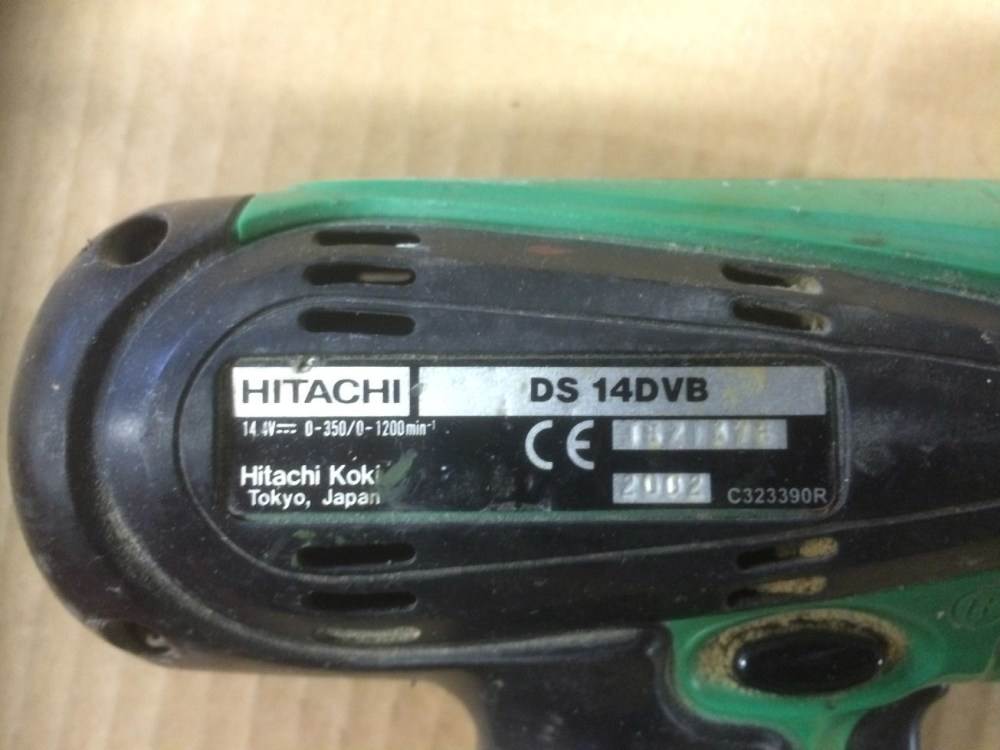 HITACHI DS 14DVB
14.4V⎓ 0-350/0-1200min⁻¹ CE
Hitachi Koki
Tokyo, Japan 2002 C323390R